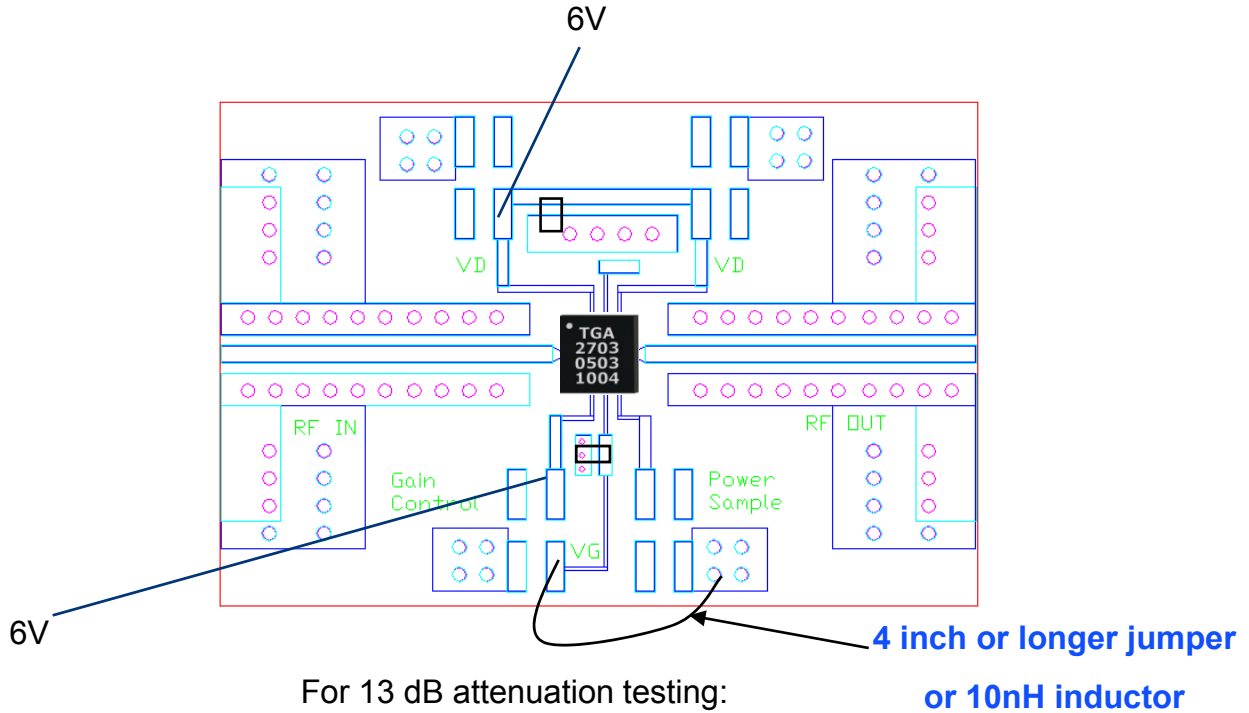 6V
VD
VD
TGA
2703
0503
1004
RF IN
RF OUT
Gain
Control
Power
Sample
VG
6V
4 inch or longer jumper
or 10nH inductor
For 13 dB attenuation testing: